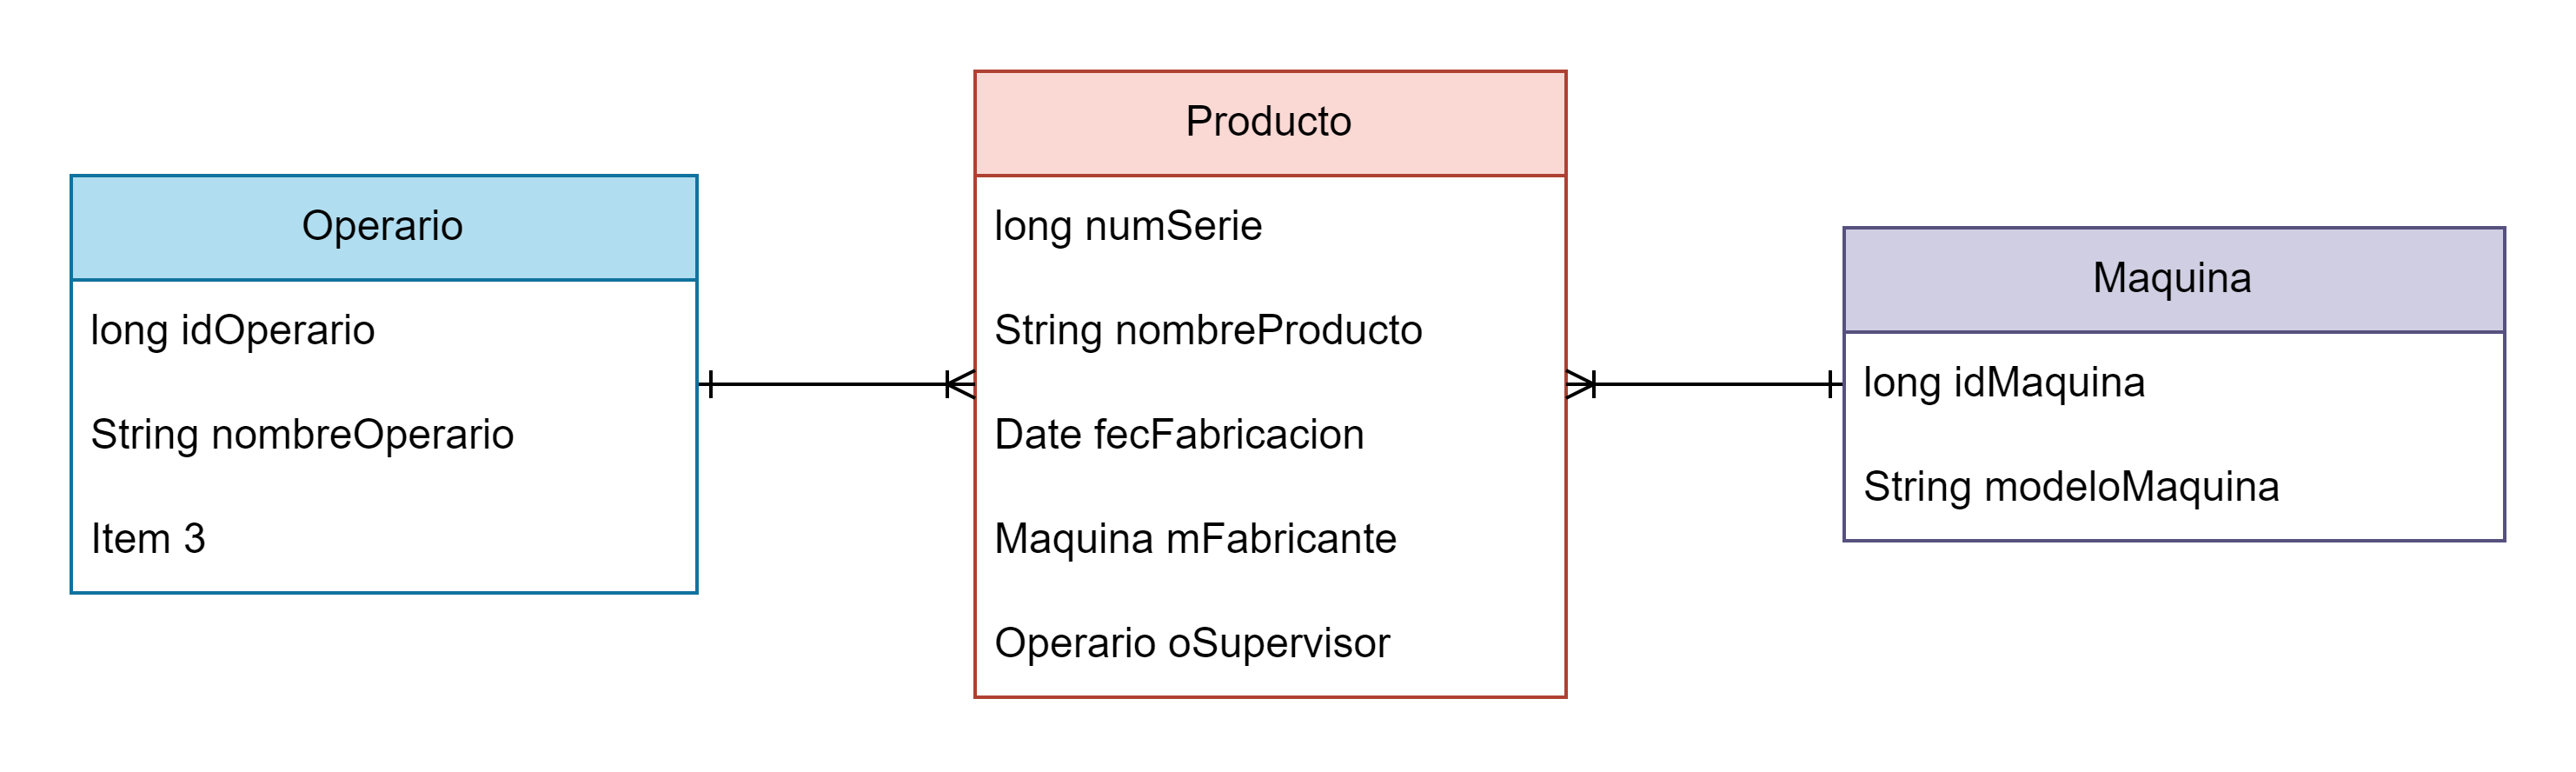 Operario
long idOperario
String nombreOperario
Item 3
Producto
long numSerie
String nombreProducto
Date fecFabricacion
Maquina mFabricante
Operario oSupervisor
Maquina
long idMaquina
String modeloMaquina